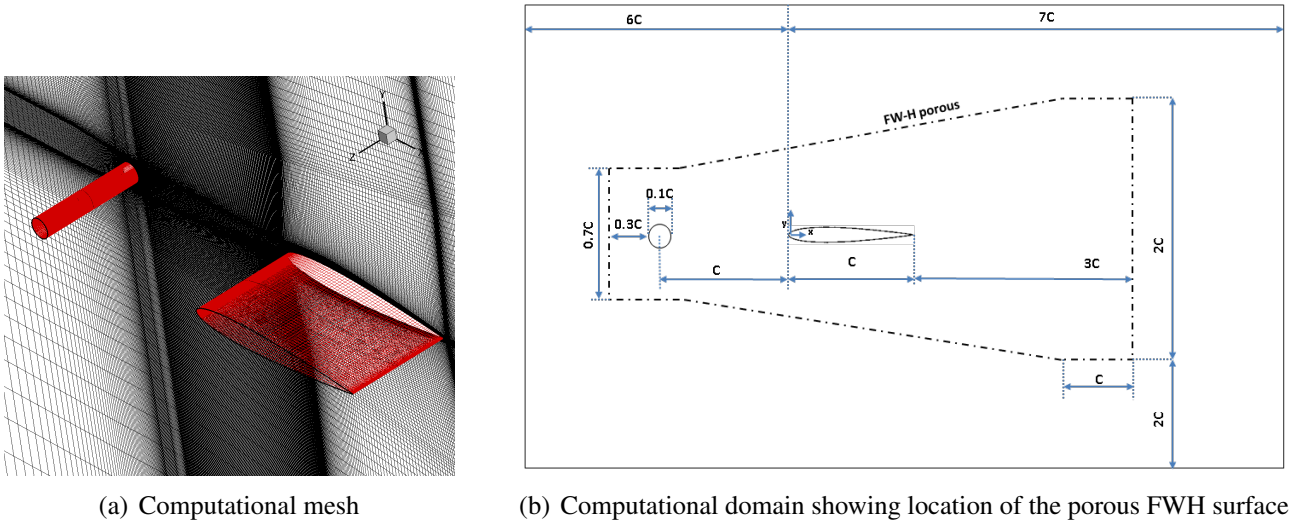 6C
7C
Y
Z
FW-H porous
0.1C
0.3C
0.7C
y
x
C
C
3C
2C
C
2C
(a) Computational mesh
(b) Computational domain showing location of the porous FWH surface